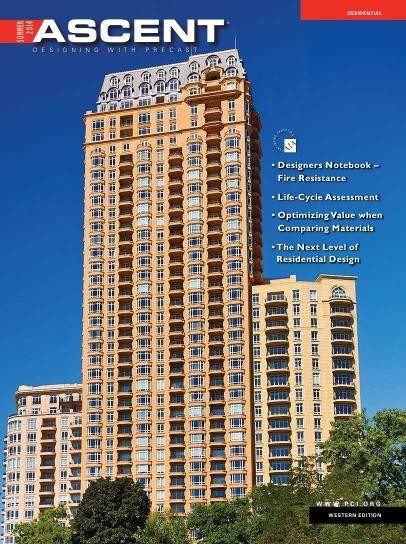 RESIDENTIAL
SUMMER 2014
ASCENT®
DESIGNING WITH PRECAST
• Designers Notebook –
Fire Resistance
• Life-Cycle Assessment
• Optimizing Value when
Comparing Materials
• The Next Level of
Residential Design
WWW.PCI.ORG
WESTERN EDITION